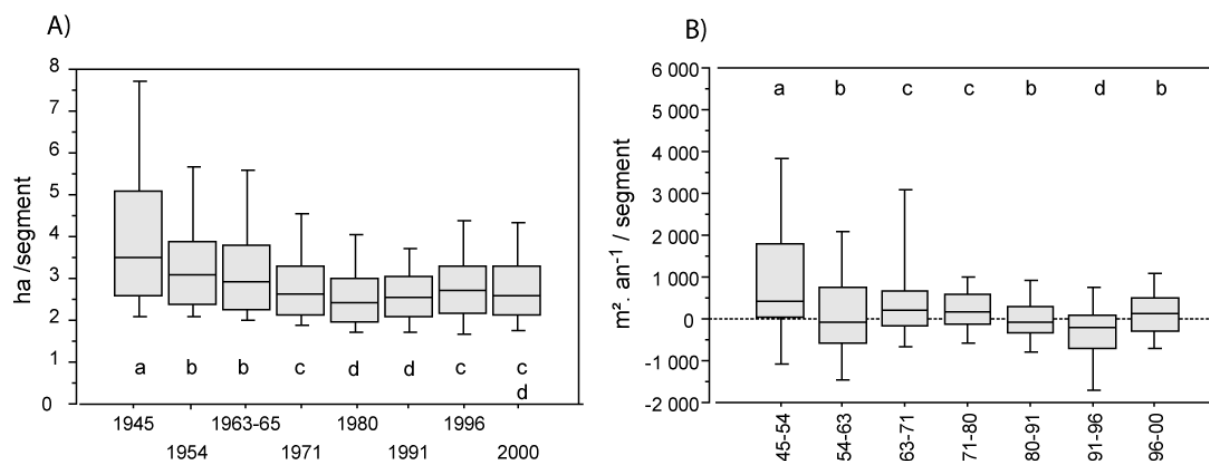 A)
ha /segment
8
7
6
5
4
3
2
1
0
a b b c d d c c
d
1945 1963-65 1980 1996
1954 1971 1991 2000
B)
m². an⁻¹ / segment
6 000
5 000
4 000
3 000
2 000
1 000
0
-1 000
-2 000
a b c c b d b
45-54
54-63
63-71
71-80
80-91
91-96
96-00